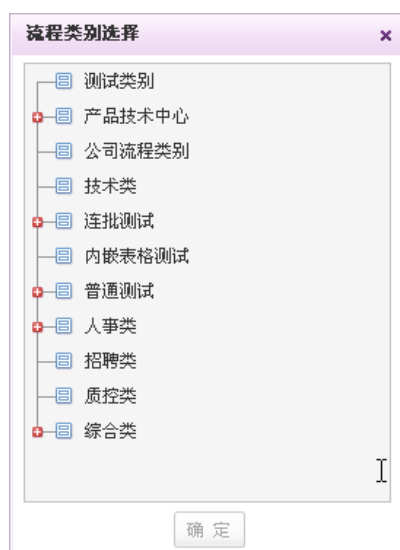 流程类别选择
测试类别
产品技术中心
公司流程类别
技术类
连批测试
内嵌表格测试
普通测试
人事类
招聘类
质控类
综合类
确 定